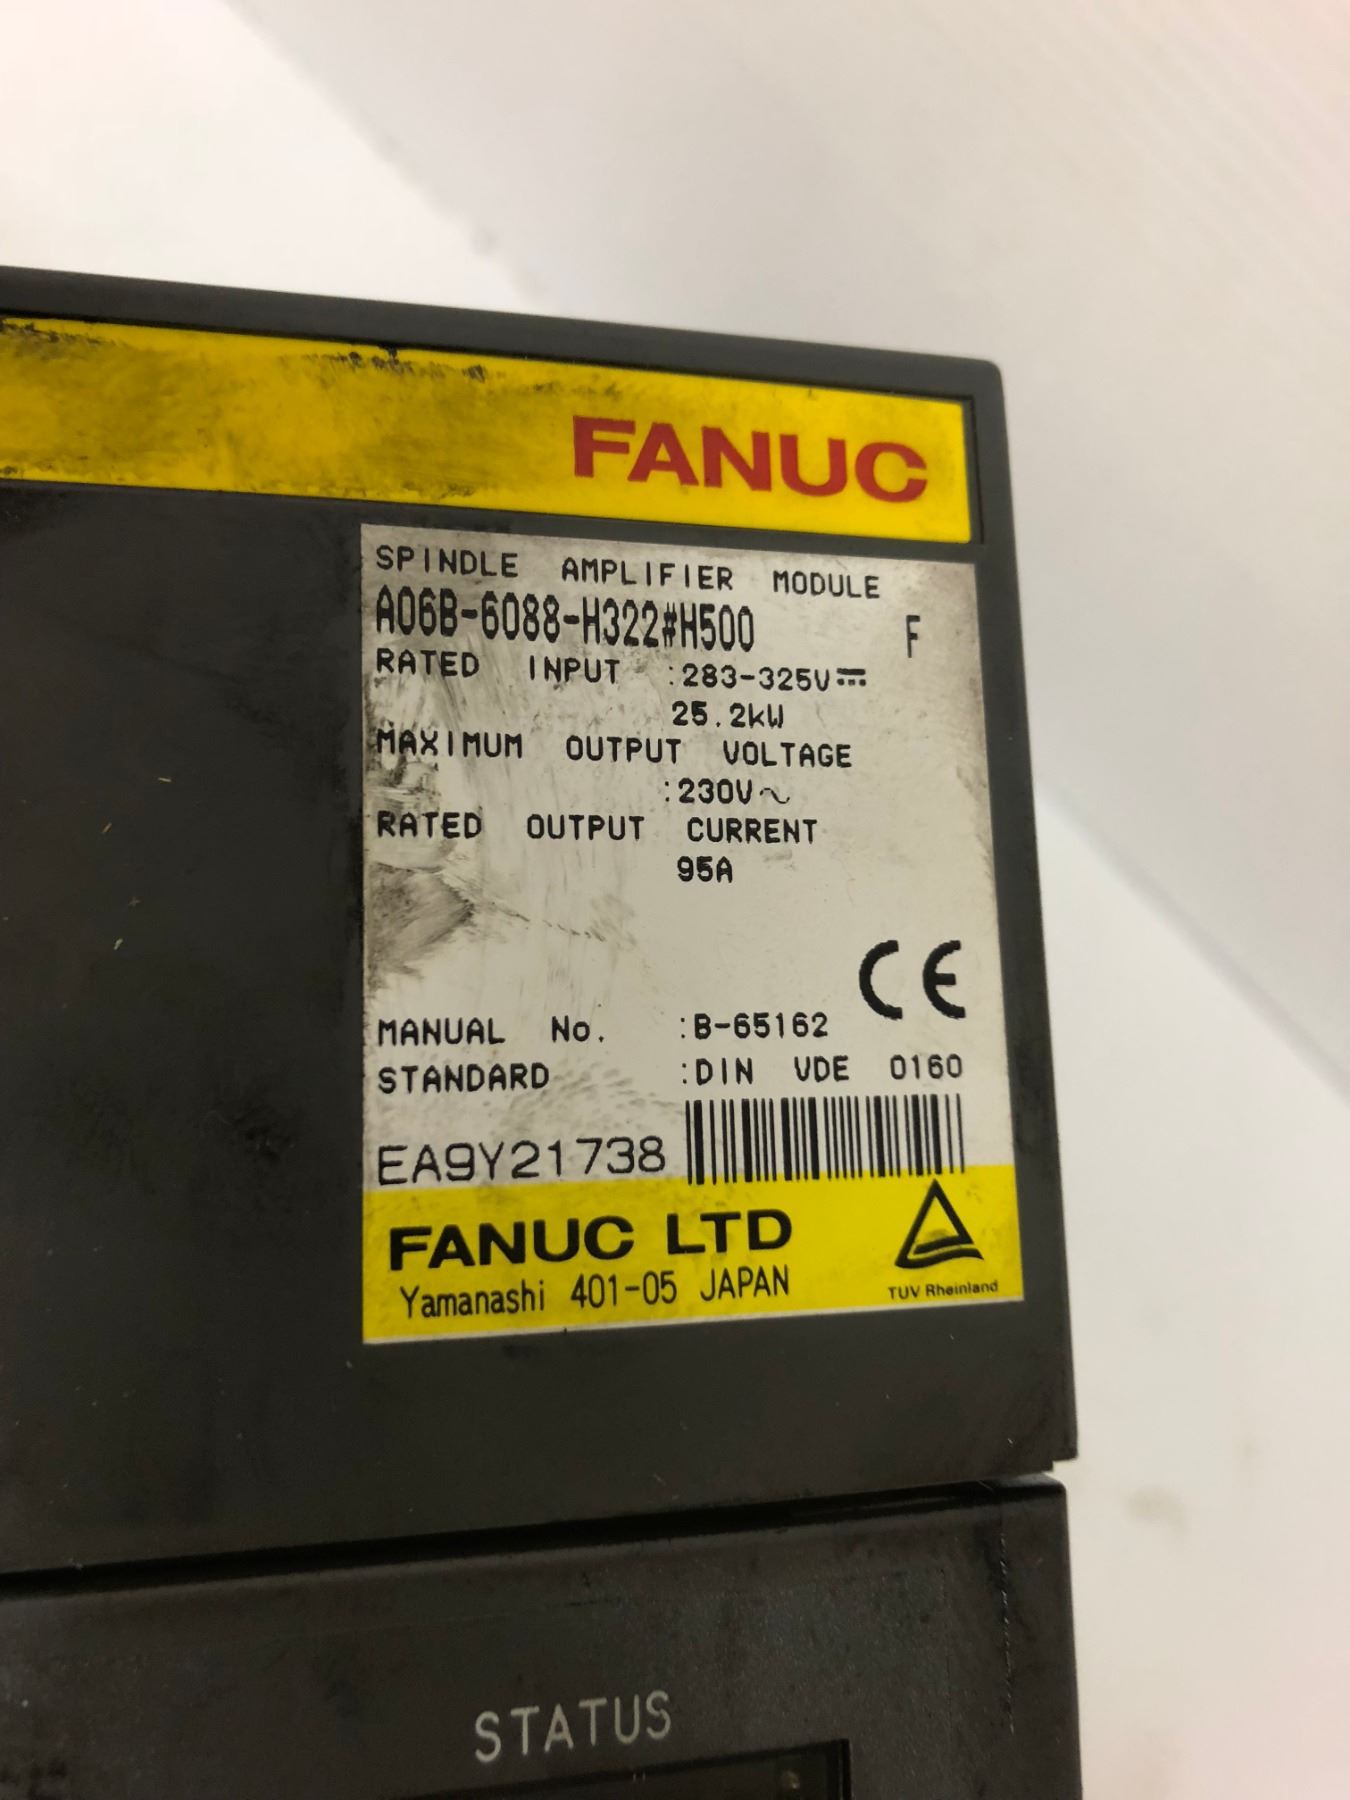 FANUC
SPINDLE AMPLIFIER MODULE
A06B-6088-H322#H500 F
RATED INPUT :283-325V⎓
25.2kW
MAXIMUM OUTPUT VOLTAGE
:230V~
RATED OUTPUT CURRENT
95A
CE
MANUAL No. :B-65162
STANDARD :DIN VDE 0160
EA9Y21738
FANUC LTD
Yamanashi 401-05 JAPAN
TUV Rheinland
STATUS